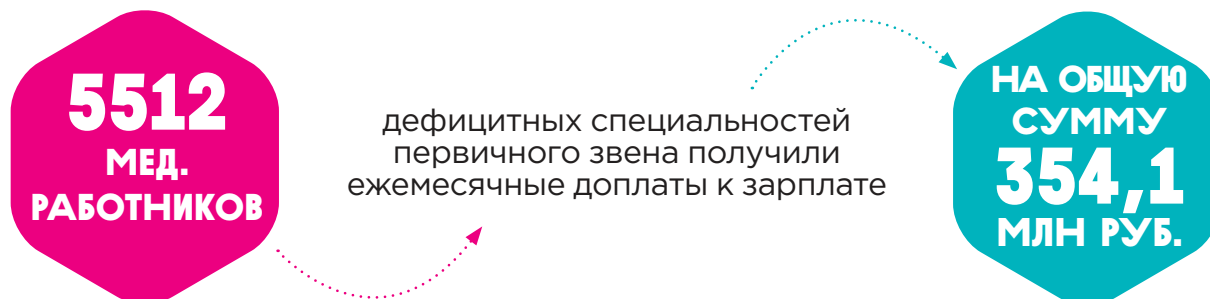 5512
МЕД.
РАБОТНИКОВ
дефицитных специальностей
первичного звена получили
ежемесячные доплаты к зарплате
НА ОБЩУЮ
СУММУ
354,1
МЛН РУБ.